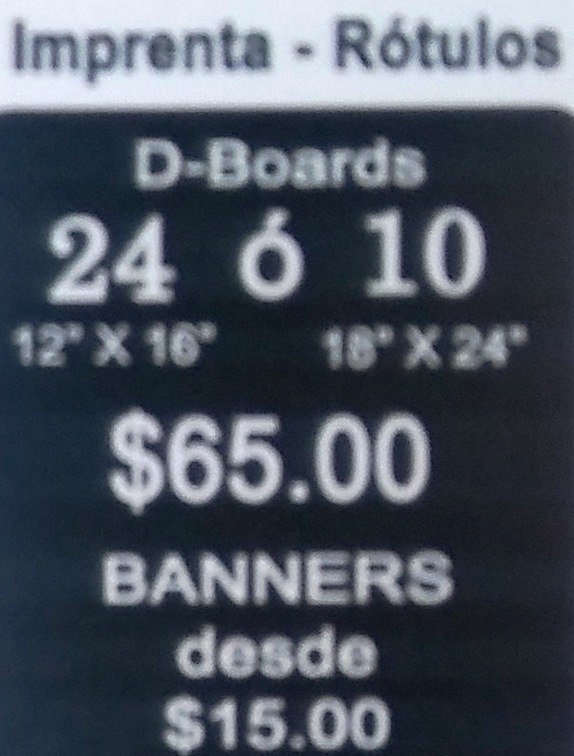 Imprenta - Rótulos
D-Boards
24 ó 10
12" X 16" 18" X 24"
$65.00
BANNERS
desde
$15.00